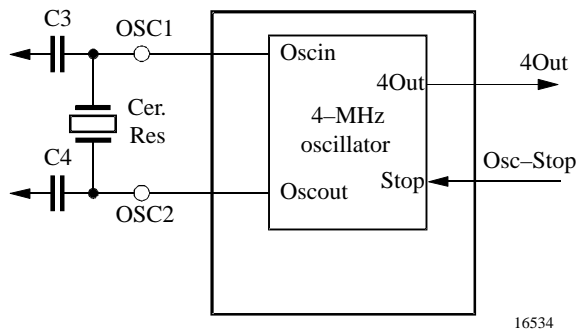 C3
OSC1
Oscin
4Out
4Out
Cer.
Res
4–MHz
oscillator
C4
Osc–Stop
Stop
Oscout
OSC2
16534